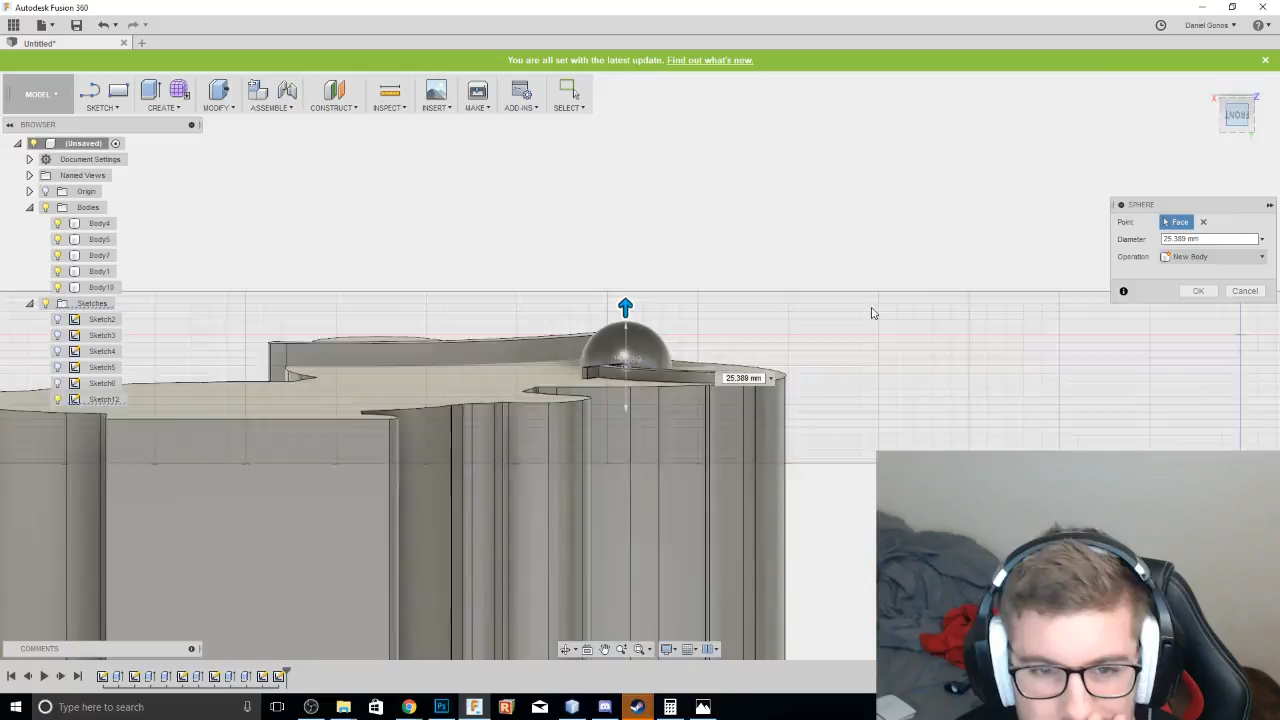 Autodesk Fusion 360
Daniel Gonos
Untitled*
You are all set with the latest update. Find out what's new.
MODEL
SKETCH
CREATE
MODIFY
ASSEMBLE
CONSTRUCT
INSPECT
INSERT
MAKE
ADD-INS
SELECT
X
Z
FRONT
Y
BROWSER
(Unsaved)
Document Settings
Named Views
Origin
Bodies
Body4
Body5
Body7
Body1
Body10
Sketches
Sketch2
Sketch3
Sketch4
Sketch5
Sketch6
Sketch12
SPHERE
Point
Face
Diameter
25.389 mm
Operation
New Body
OK
Cancel
25.389 mm
COMMENTS
Type here to search